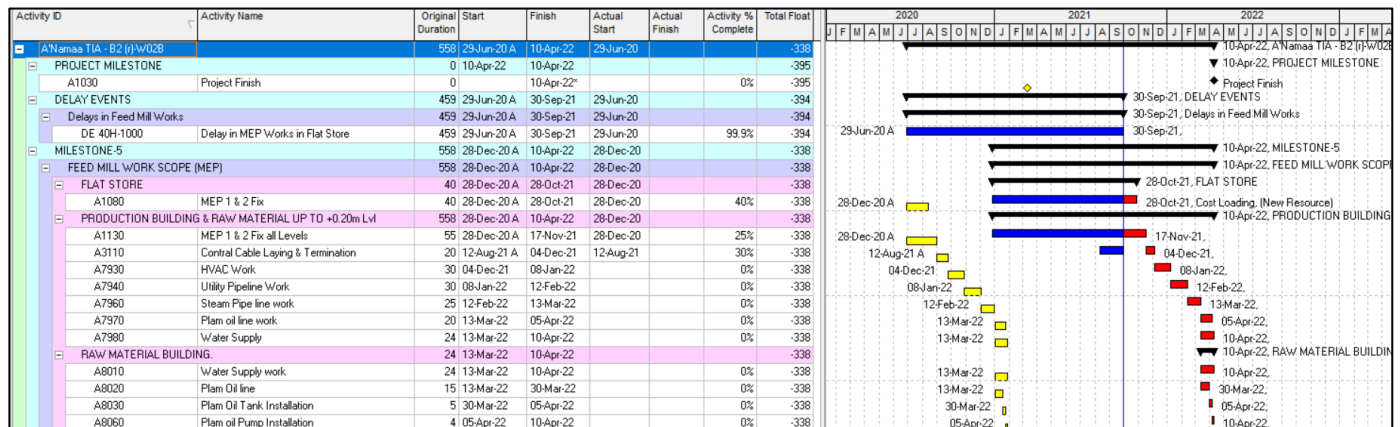 Activity ID Activity Name Original Duration Start Finish Actual Start Actual Finish Activity % Complete Total Float 2020 2021 2022
J F M A M J J A S O N D J F M A M J J A S O N D J F M A M J J A S O N D J F M A
A'Namaa TIA - B2 (r)-W02B 558 29-Jun-20 A 10-Apr-22 29-Jun-20 -338 10-Apr-22, A'Namaa TIA - B2 (r)-W02B
PROJECT MILESTONE 0 10-Apr-22 10-Apr-22 -395 10-Apr-22, PROJECT MILESTONE
A1030 Project Finish 0 10-Apr-22* 0% -395 Project Finish
DELAY EVENTS 459 29-Jun-20 A 30-Sep-21 29-Jun-20 -394 30-Sep-21, DELAY EVENTS
Delays in Feed Mill Works 459 29-Jun-20 A 30-Sep-21 29-Jun-20 -394 30-Sep-21, Delays in Feed Mill Works
DE 40H-1000 Delay in MEP Works in Flat Store 459 29-Jun-20 A 30-Sep-21 29-Jun-20 99.9% -394 29-Jun-20 A 30-Sep-21,
MILESTONE-5 558 28-Dec-20 A 10-Apr-22 28-Dec-20 -338 10-Apr-22, MILESTONE-5
FEED MILL WORK SCOPE (MEP) 558 28-Dec-20 A 10-Apr-22 28-Dec-20 -338 10-Apr-22, FEED MILL WORK SCOPE
FLAT STORE 40 28-Dec-20 A 28-Oct-21 28-Dec-20 -338 28-Oct-21, FLAT STORE
A1080 MEP 1 & 2 Fix 40 28-Dec-20 A 28-Oct-21 28-Dec-20 40% -338 28-Dec-20 A 28-Oct-21, Cost Loading, (New Resource)
PRODUCTION BUILDING & RAW MATERIAL UP TO +0.20m Lvl 558 28-Dec-20 A 10-Apr-22 28-Dec-20 -338 10-Apr-22, PRODUCTION BUILDING
A1130 MEP 1 & 2 Fix all Levels 55 28-Dec-20 A 17-Nov-21 28-Dec-20 25% -338 28-Dec-20 A 17-Nov-21,
A3110 Contral Cable Laying & Termination 20 12-Aug-21 A 04-Dec-21 12-Aug-21 30% -338 12-Aug-21 A 04-Dec-21,
A7930 HVAC Work 30 04-Dec-21 08-Jan-22 0% -338 04-Dec-21 08-Jan-22,
A7940 Utility Pipeline Work 30 08-Jan-22 12-Feb-22 0% -338 08-Jan-22 12-Feb-22,
A7960 Steam Pipe line work 25 12-Feb-22 13-Mar-22 0% -338 12-Feb-22 13-Mar-22,
A7970 Plam oil line work 20 13-Mar-22 05-Apr-22 0% -338 13-Mar-22 05-Apr-22,
A7980 Water Supply 24 13-Mar-22 10-Apr-22 0% -338 13-Mar-22 10-Apr-22,
RAW MATERIAL BUILDING. 24 13-Mar-22 10-Apr-22 -338 10-Apr-22, RAW MATERIAL BUILDIN
A8010 Water Supply work 24 13-Mar-22 10-Apr-22 0% -338 13-Mar-22 10-Apr-22,
A8020 Plam Oil line 15 13-Mar-22 30-Mar-22 0% -338 13-Mar-22 30-Mar-22,
A8030 Plam Oil Tank Installation 5 30-Mar-22 05-Apr-22 0% -338 30-Mar-22 05-Apr-22,
A8060 Plam oil Pump Installation 4 05-Apr-22 10-Apr-22 0% -338 05-Apr-22 10-Apr-22,